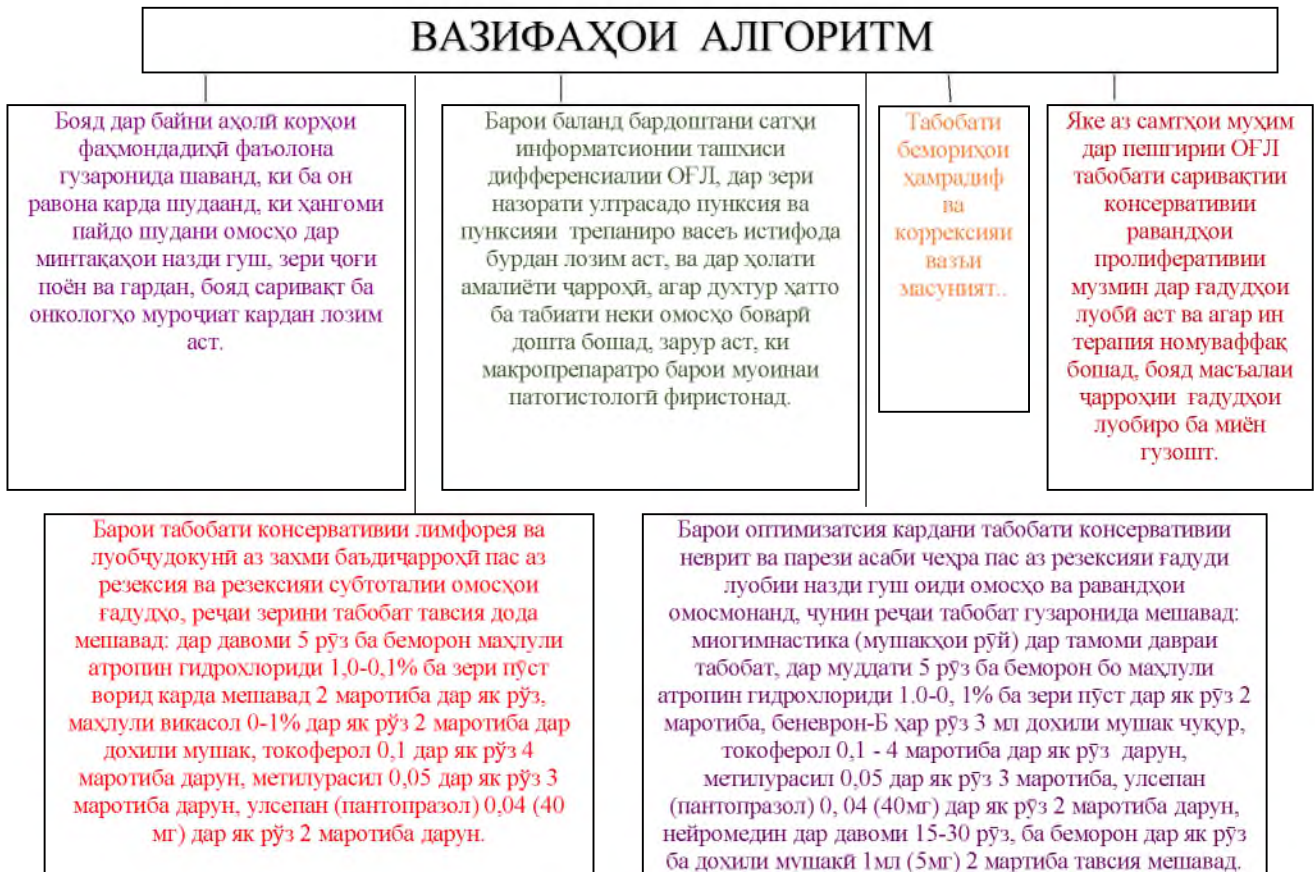 ВАЗИФАҲОИ АЛГОРИТМ
Бояд дар байни аҳолӣ корҳои
фаҳмондадиҳӣ фаъолона
гузаронида шаванд, ки ба он
равона карда шудаанд, ки ҳангоми
пайдо шудани омосҳо дар
минтақаҳои назди гуш, зери ҷоғи
поён ва гардан, бояд саривақт ба
онкологҳо муроҷиат кардан лозим
аст.
Барои баланд бардоштани сатҳи
информатсионии ташхиси
дифференсиалии ОҒЛ, дар зери
назорати ултрасадо пунксия ва
пунксияи трепаниро васеъ истифода
бурдан лозим аст, ва дар ҳолати
амалиёти ҷарроҳӣ, агар духтур ҳатто
ба табиати неки омосҳо боварӣ
дошта бошад, зарур аст, ки
макропрепаратро барои муоинаи
патогистологӣ фиристонад.
Табобати
бемориҳои
ҳамрадиф
ва
коррексияи
вазъи
масуният..
Яке аз самтҳои муҳим
дар пешгирии ОҒЛ
табобати саривақтии
консервативии
равандҳои
пролиферативии
музмин дар ғадудҳои
луобӣ аст ва агар ин
терапия номуваффақ
бошад, бояд масъалаи
ҷарроҳии ғадудҳои
луобиро ба миён
гузошт.
Барои табобати консервативии лимфорея ва
луобҷудокунӣ аз захми баъдиҷарроҳӣ пас аз
резексия ва резексияи субтоталии омосҳои
ғадудҳо, речаи зерини табобат тавсия дода
мешавад: дар давоми 5 рӯз ба беморон маҳлули
атропин гидрохлориди 1,0-0,1% ба зери пӯст
ворид карда мешавад 2 маротиба дар як рӯз,
маҳлули викасол 0-1% дар як рӯз 2 маротиба дар
дохили мушак, токоферол 0,1 дар як рӯз 4
маротиба дарун, метилурасил 0,05 дар як рӯз 3
маротиба дарун, улсепан (пантопразол) 0,04 (40
мг) дар як рӯз 2 маротиба дарун.
Барои оптимизатсия кардани табобати консервативии
неврит ва парези асаби чеҳра пас аз резексияи ғадуди
луобии назди гуш оиди омосҳо ва равандҳои
омосмонанд, чунин речаи табобат гузаронида мешавад:
миогимнастика (мушакҳои рӯй) дар тамоми давраи
табобат, дар муддати 5 рӯз ба беморон бо маҳлули
атропин гидрохлориди 1.0-0, 1% ба зери пӯст дар як рӯз 2
маротиба, беневрон-Б ҳар рӯз 3 мл дохили мушак чуқур,
токоферол 0,1 - 4 маротиба дар як рӯз дарун,
метилурасил 0,05 дар як рӯз 3 маротиба, улсепан
(пантопразол) 0, 04 (40мг) дар як рӯз 2 маротиба дарун,
нейромедин дар давоми 15-30 рӯз, ба беморон дар як рӯз
ба дохили мушакӣ 1мл (5мг) 2 мартиба тавсия мешавад.